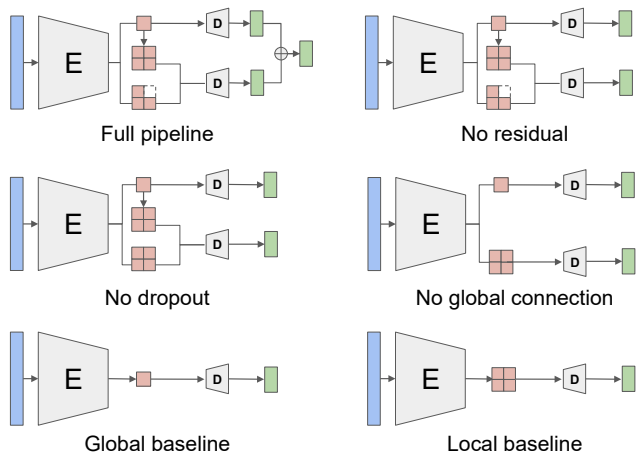 E
D
D
Full pipeline
E
D
D
No residual
E
D
D
No dropout
E
D
D
No global connection
E
D
Global baseline
E
D
Local baseline